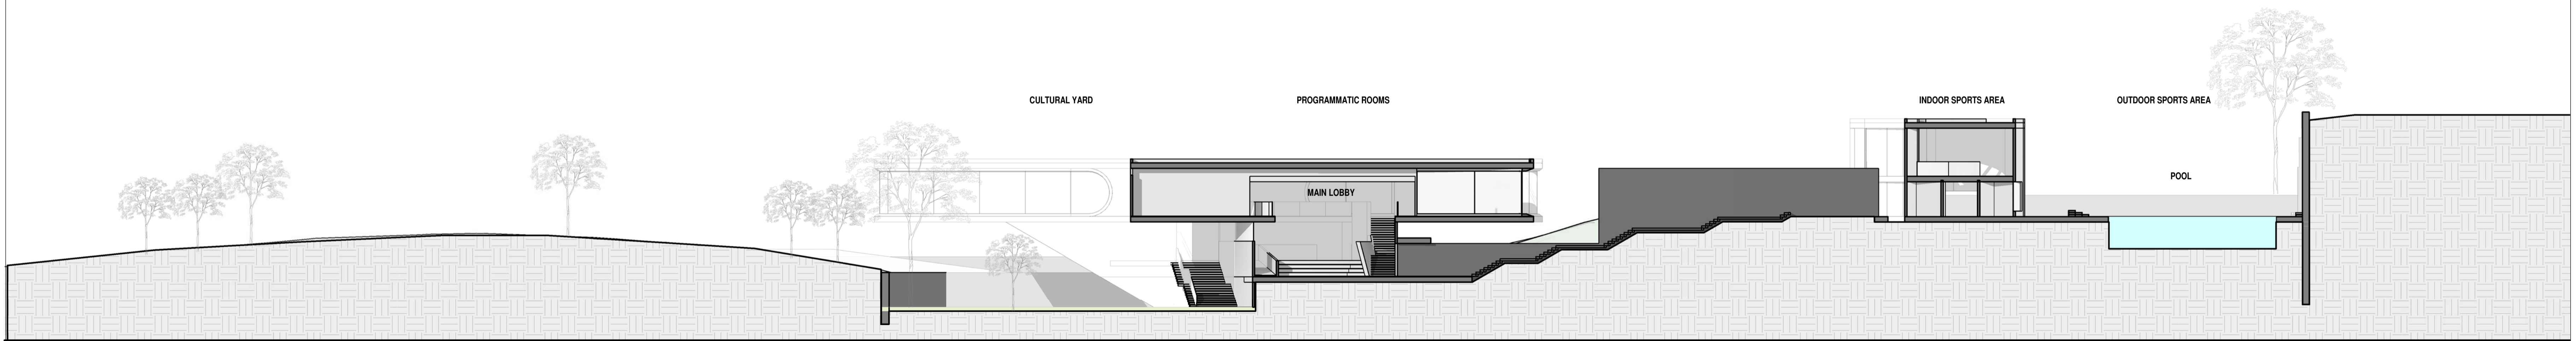 CULTURAL YARD
PROGRAMMATIC ROOMS
INDOOR SPORTS AREA
OUTDOOR SPORTS AREA
POOL
MAIN LOBBY